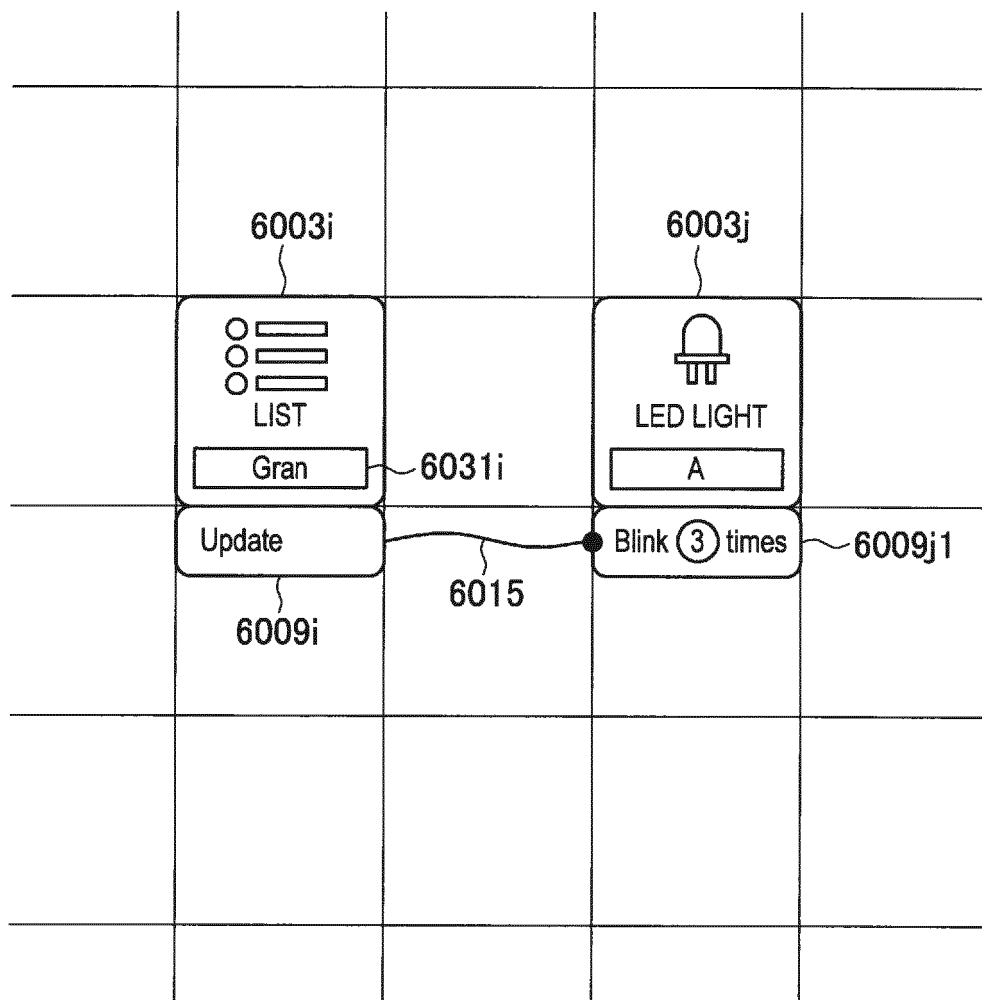 6003i
6003j
LIST
LED LIGHT
Gran
6031i
A
Update
Blink 3 times
6009j1
6015
6009i